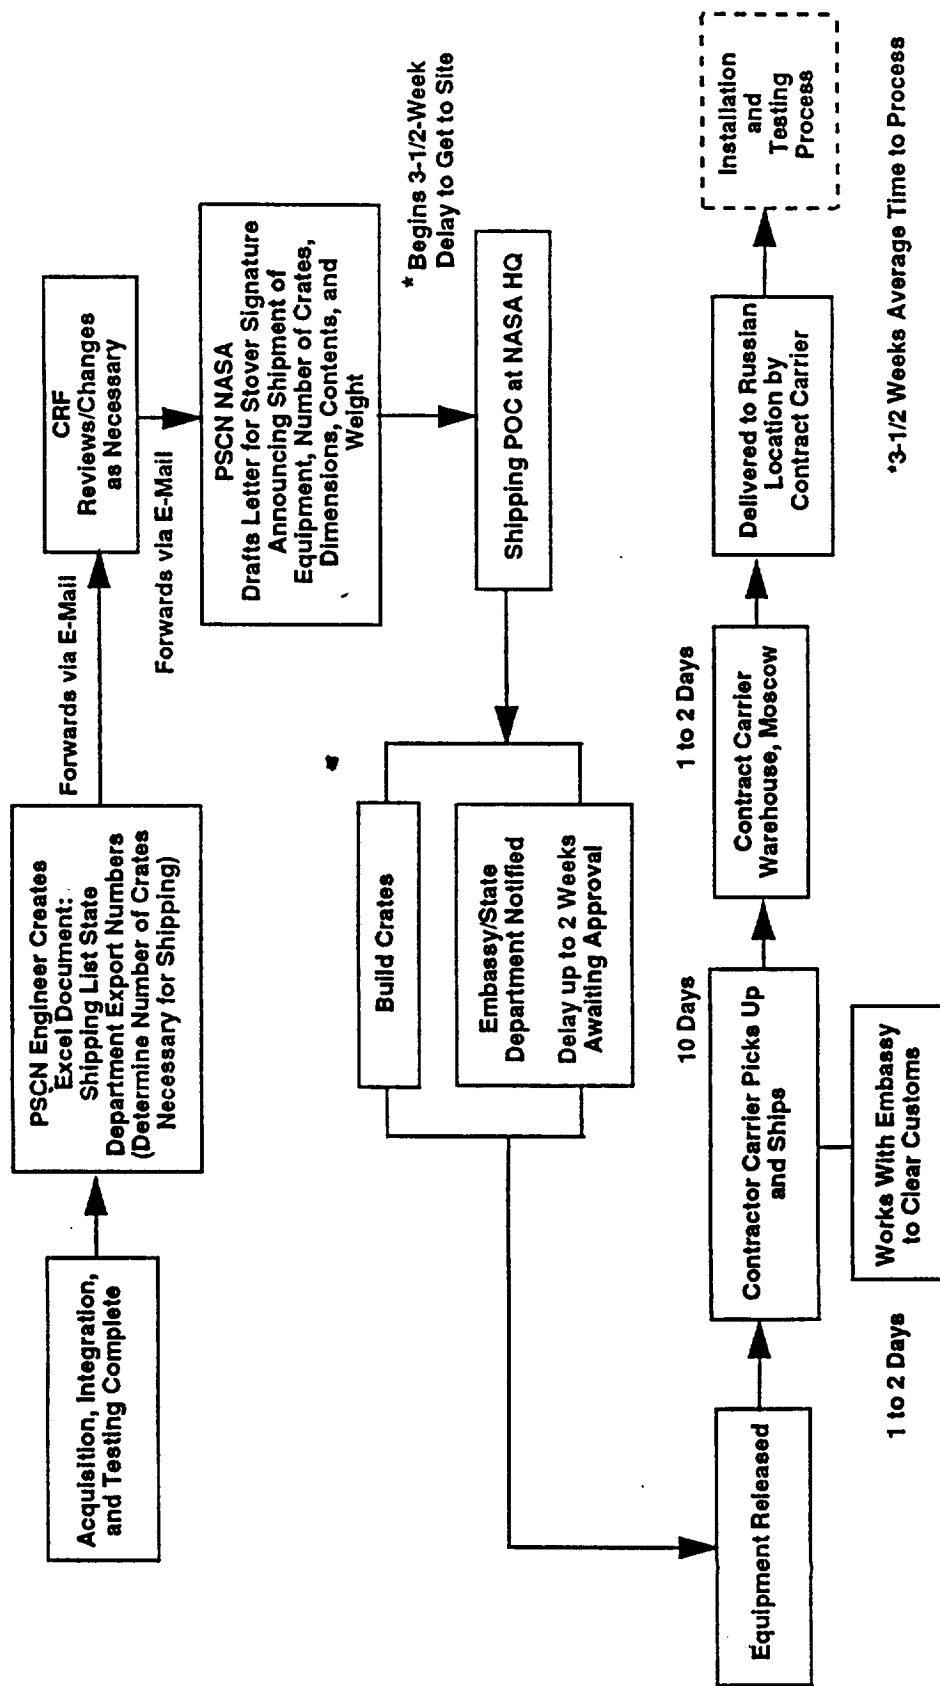 Acquisition, Integration,
and Testing Complete
PSCN Engineer Creates
Excel Document:
Shipping List State
Department Export Numbers
(Determine Number of Crates
Necessary for Shipping)
Forwards via E-Mail
CRF
Reviews/Changes
as Necessary
Forwards via E-Mail
PSCN NASA
Drafts Letter for Stover Signature
Announcing Shipment of
Equipment, Number of Crates,
Dimensions, Contents, and
Weight
* Begins 3-1/2-Week
Delay to Get to Site
Shipping POC at NASA HQ
Build Crates
Embassy/State
Department Notified
Delay up to 2 Weeks
Awaiting Approval
Equipment Released
10 Days
Contractor Carrier Picks Up
and Ships
Works With Embassy
to Clear Customs
1 to 2 Days
1 to 2 Days
Contract Carrier
Warehouse, Moscow
Delivered to Russian
Location by
Contract Carrier
Installation
and
Testing
Process
*3-1/2 Weeks Average Time to Process